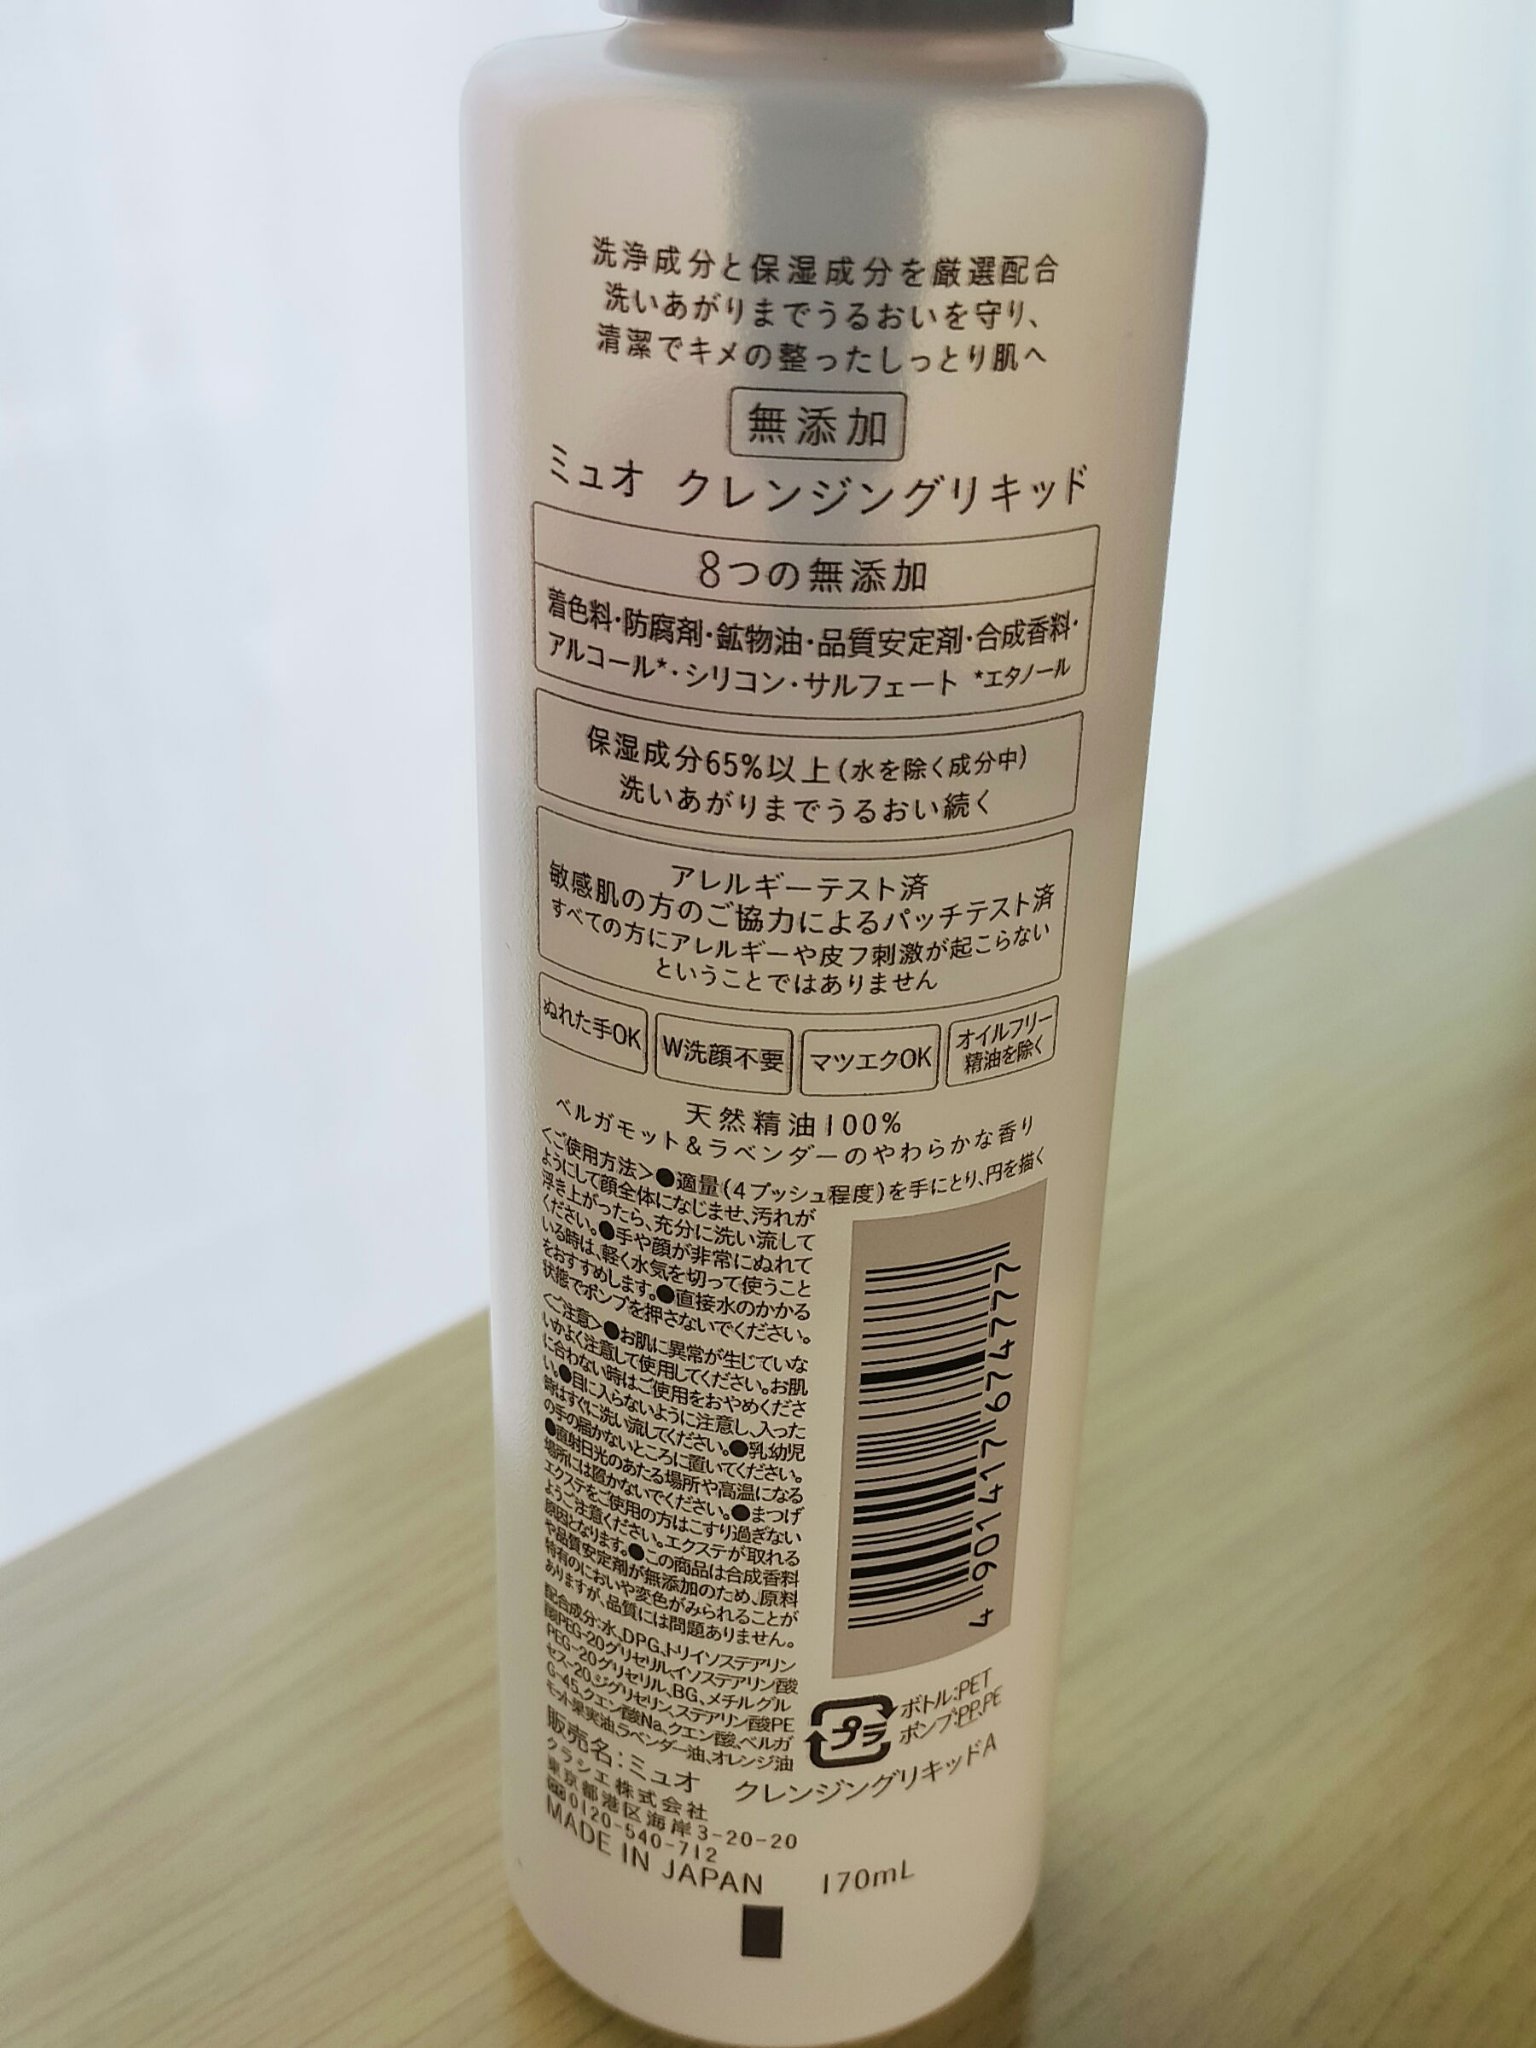 洗浄成分と保湿成分を厳選配合
洗いあがりまでうるおいを守り、
清潔でキメの整ったしっとり肌へ
無添加
ミュオ クレンジングリキッド
8つの無添加
着色料・防腐剤・鉱物油・品質安定剤・合成香料・
アルコール*・シリコン・サルフェート *エタノール
保湿成分65%以上(水を除く成分中)
洗いあがりまでうるおい続く
アレルギーテスト済
敏感肌の方のご協力によるパッチテスト済
すべての方にアレルギーや皮フ刺激が起こらない
ということではありません
ぬれた手OK
W洗顔不要
マツエクOK
オイルフリー
精油を除く
天然精油100%
ベルガモット&ラベンダーのやわらかな香り
<ご使用方法>●適量(4プッシュ程度)を手にとり、円を描く
ようにして顔全体になじませ、汚れが
浮き上がったら、充分に洗い流して
ください。●手や顔が非常にぬれて
いる時は、軽く水気を切って使うこと
をおすすめします。●直接水のかかる
状態でポンプを押さないでください。
<ご注意>●お肌に異常が生じていな
いかよく注意して使用してください。お肌
に合わない時はご使用をおやめくださ
い。●目に入らないように注意し、入った
時はすぐに洗い流してください。●乳幼児
の手の届かないところに置いてください。
●直射日光のあたる場所や高温になる
場所には置かないでください。●まつげ
エクステをご使用の方はこすり過ぎない
ようご注意ください。エクステが取れる
原因となります。●この商品は合成香料
や品質安定剤が無添加のため、原料
特有のにおいや変色がみられることが
ありますが、品質には問題ありません。
配合成分:水、DPG、トリイソステアリン
酸PEG-20グリセリル、イソステアリン酸
PEG-20グリセリル、BG、メチルグル
セス-20、ジグリセリン、ステアリン酸PE
G-45、クエン酸Na、クエン酸、ベルガ
モット果実油、ラベンダー油、オレンジ油
4 901417 674777
プラ
ボトル:PET
ポンプ:PP,PE
販売名:ミュオ クレンジングリキッドA
クラシエ株式会社
東京都港区海岸3-20-20
0120-540-712
MADE IN JAPAN 170mL